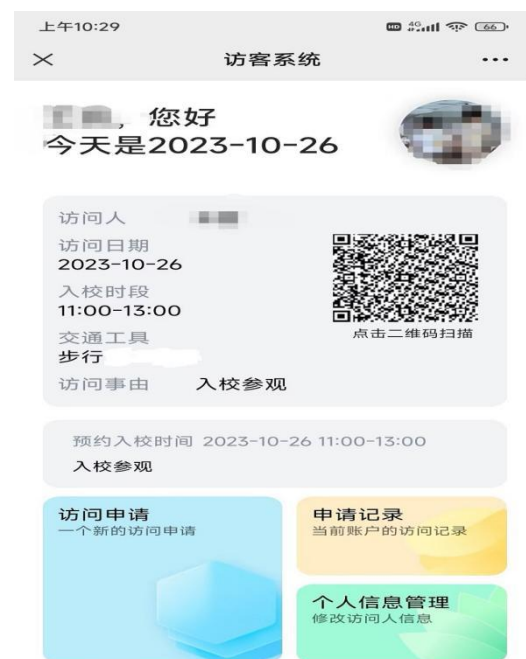 上午10:29
HD 4G 66
访客系统
，您好
今天是2023-10-26
访问人
访问日期
2023-10-26
入校时段
11:00-13:00
交通工具
步行
访问事由 入校参观
点击二维码扫描
预约入校时间 2023-10-26 11:00-13:00
入校参观
访问申请
一个新的访问申请
申请记录
当前账户的访问记录
个人信息管理
修改访问人信息